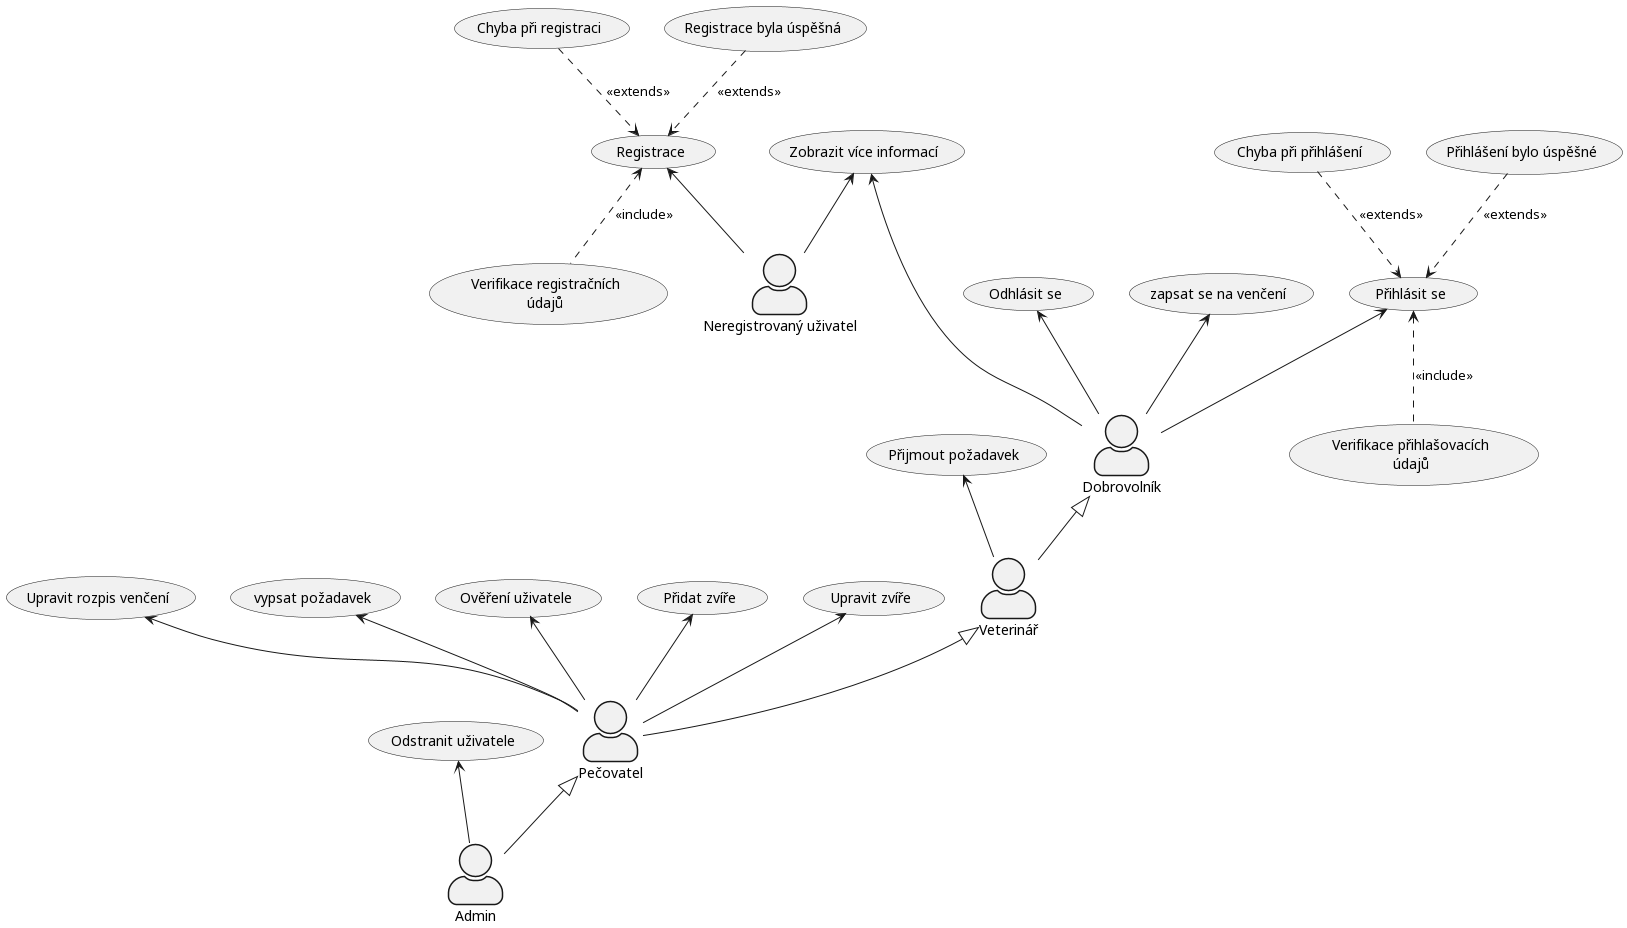 Chyba při registraci
Registrace byla úspěšná
«extends»
«extends»
Registrace
Zobrazit více informací
Chyba při přihlášení
Přihlášení bylo úspěšné
«include»
«extends»
«extends»
Verifikace registračních
údajů
Neregistrovaný uživatel
Odhlásit se
zapsat se na venčení
Přihlásit se
«include»
Přijmout požadavek
Dobrovolník
Verifikace přihlašovacích
údajů
Upravit rozpis venčení
vypsat požadavek
Ověření uživatele
Přidat zvíře
Upravit zvíře
Veterinář
Odstranit uživatele
Pečovatel
Admin